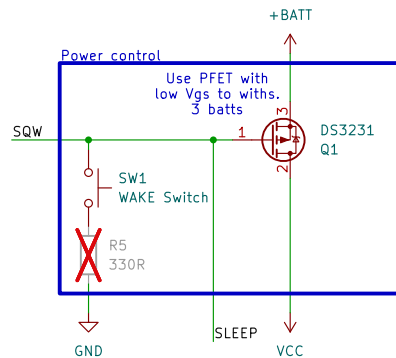 +BATT
Power control
Use PFET with
low Vgs to withs.
3 batts
3
SQW
1
DS3231
Q1
2
SW1
WAKE Switch
R5
330R
SLEEP
GND
VCC